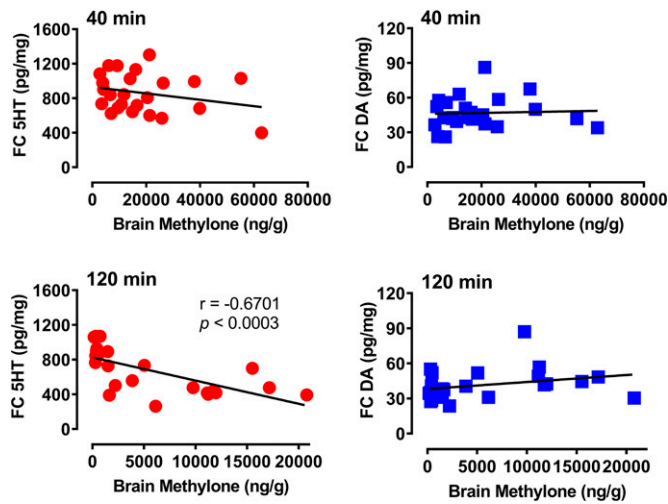 40 min
FC 5HT (pg/mg)
1600
1200
800
400
0
0 20000 40000 60000 80000
Brain Methylone (ng/g)
40 min
FC DA (pg/mg)
120
90
60
30
0
0 20000 40000 60000 80000
Brain Methylone (ng/g)
120 min
FC 5HT (pg/mg)
1600
1200
800
400
0
r = -0.6701
p < 0.0003
0 5000 10000 15000 20000
Brain Methylone (ng/g)
120 min
FC DA (pg/mg)
120
90
60
30
0
0 5000 10000 15000 20000
Brain Methylone (ng/g)